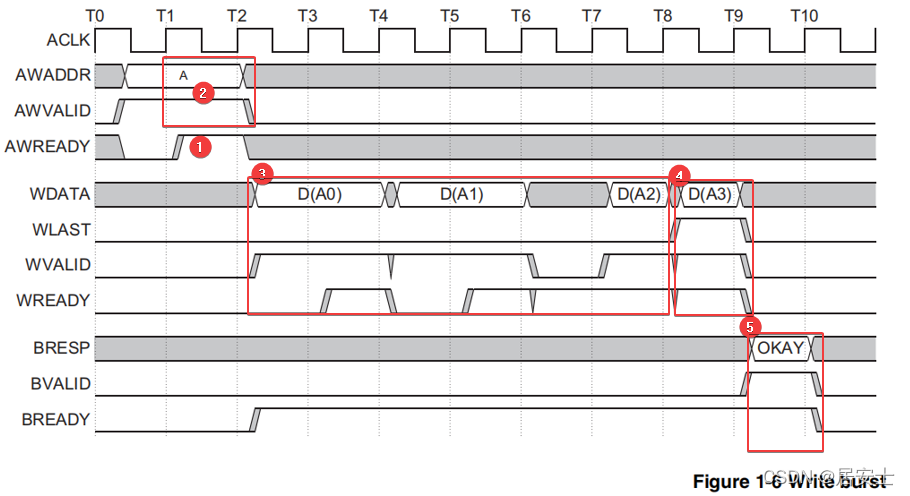 T0 T1 T2 T3 T4 T5 T6 T7 T8 T9 T10
ACLK
AWADDR A
2
AWVALID
AWREADY 1
3 4
WDATA D(A0) D(A1) D(A2) D(A3)
WLAST
WVALID
WREADY
5
BRESP OKAY
BVALID
BREADY
Figure 1-6 Write burst
CSDN @居安士